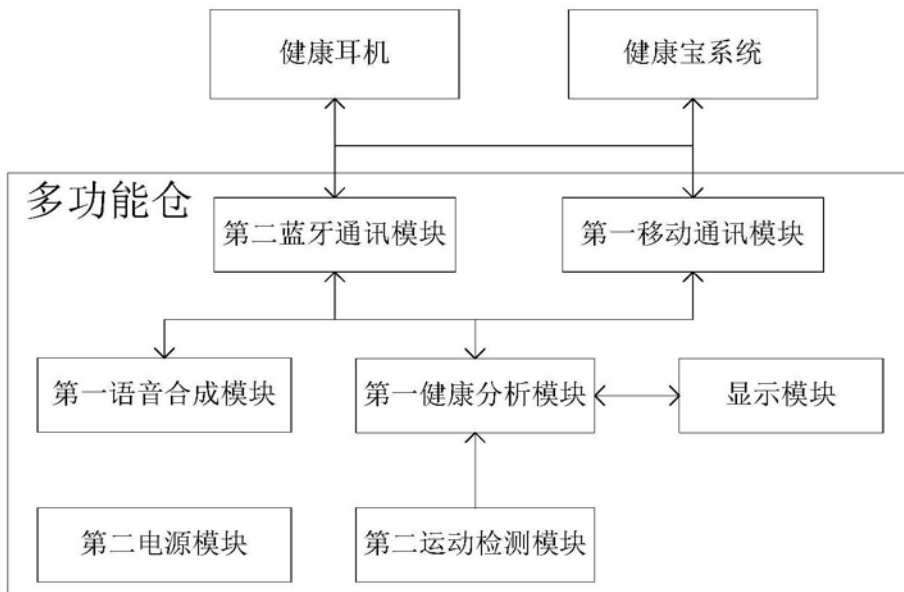 健康耳机
健康宝系统
多功能仓
第二蓝牙通讯模块
第一移动通讯模块
第一语音合成模块
第一健康分析模块
显示模块
第二电源模块
第二运动检测模块